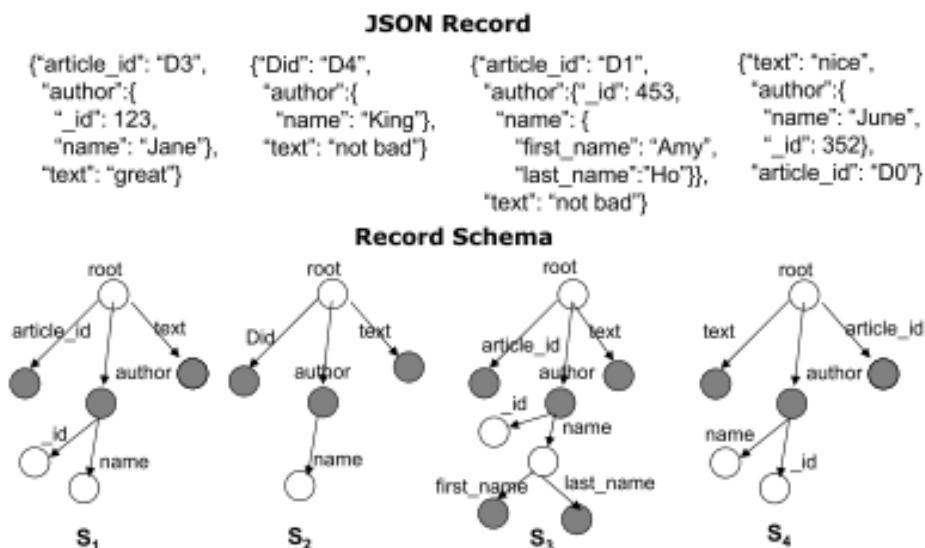 JSON Record
{“article_id”: “D3”,
“author”:{
“_id”: 123,
“name”: “Jane”},
“text”: “great”}
{“Did”: “D4”,
“author”:{
“name”: “King”},
“text”: “not bad”}
{“article_id”: “D1”,
“author”:{“_id”: 453,
“name”: {
“first_name”: “Amy”,
“last_name”:”Ho”}},
“text”: “not bad”}
{“text”: “nice”,
“author”:{
“name”: “June”,
“_id”: 352},
“article_id”: “D0”}
Record Schema
root
article_id
text
author
_id
name
S1
root
Did
text
author
name
S2
root
article_id
text
author
_id
name
first_name
last_name
S3
root
text
article_id
author
name
_id
S4